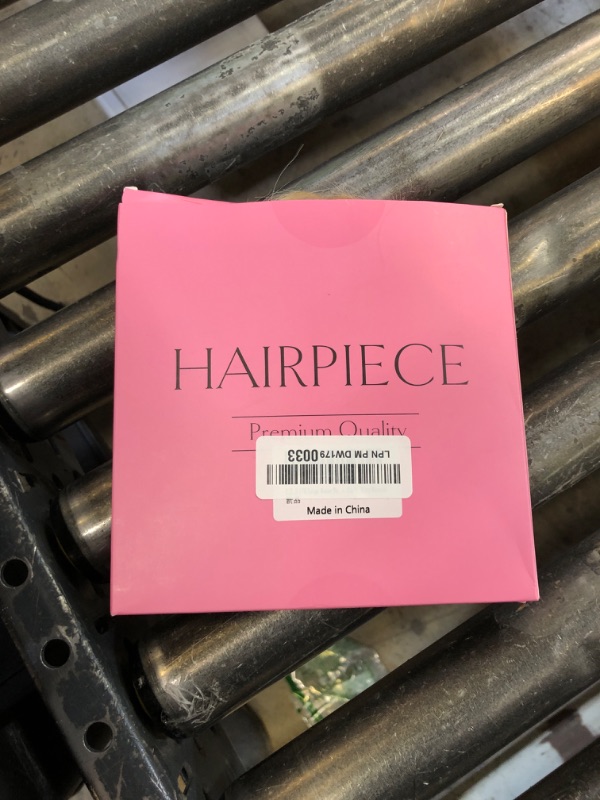 HAIRPIECE
Premium Quality
LPN PM DW179 0033
Made in China